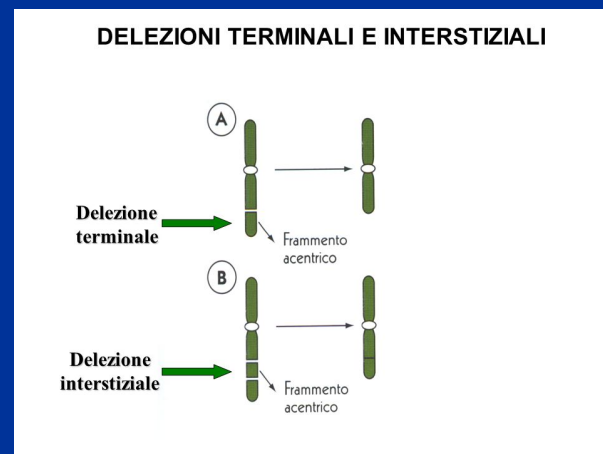 DELEZIONI TERMINALI E INTERSTIZIALI
A
Delezione
terminale
Frammento
acentrico
B
Delezione
interstiziale
Frammento
acentrico